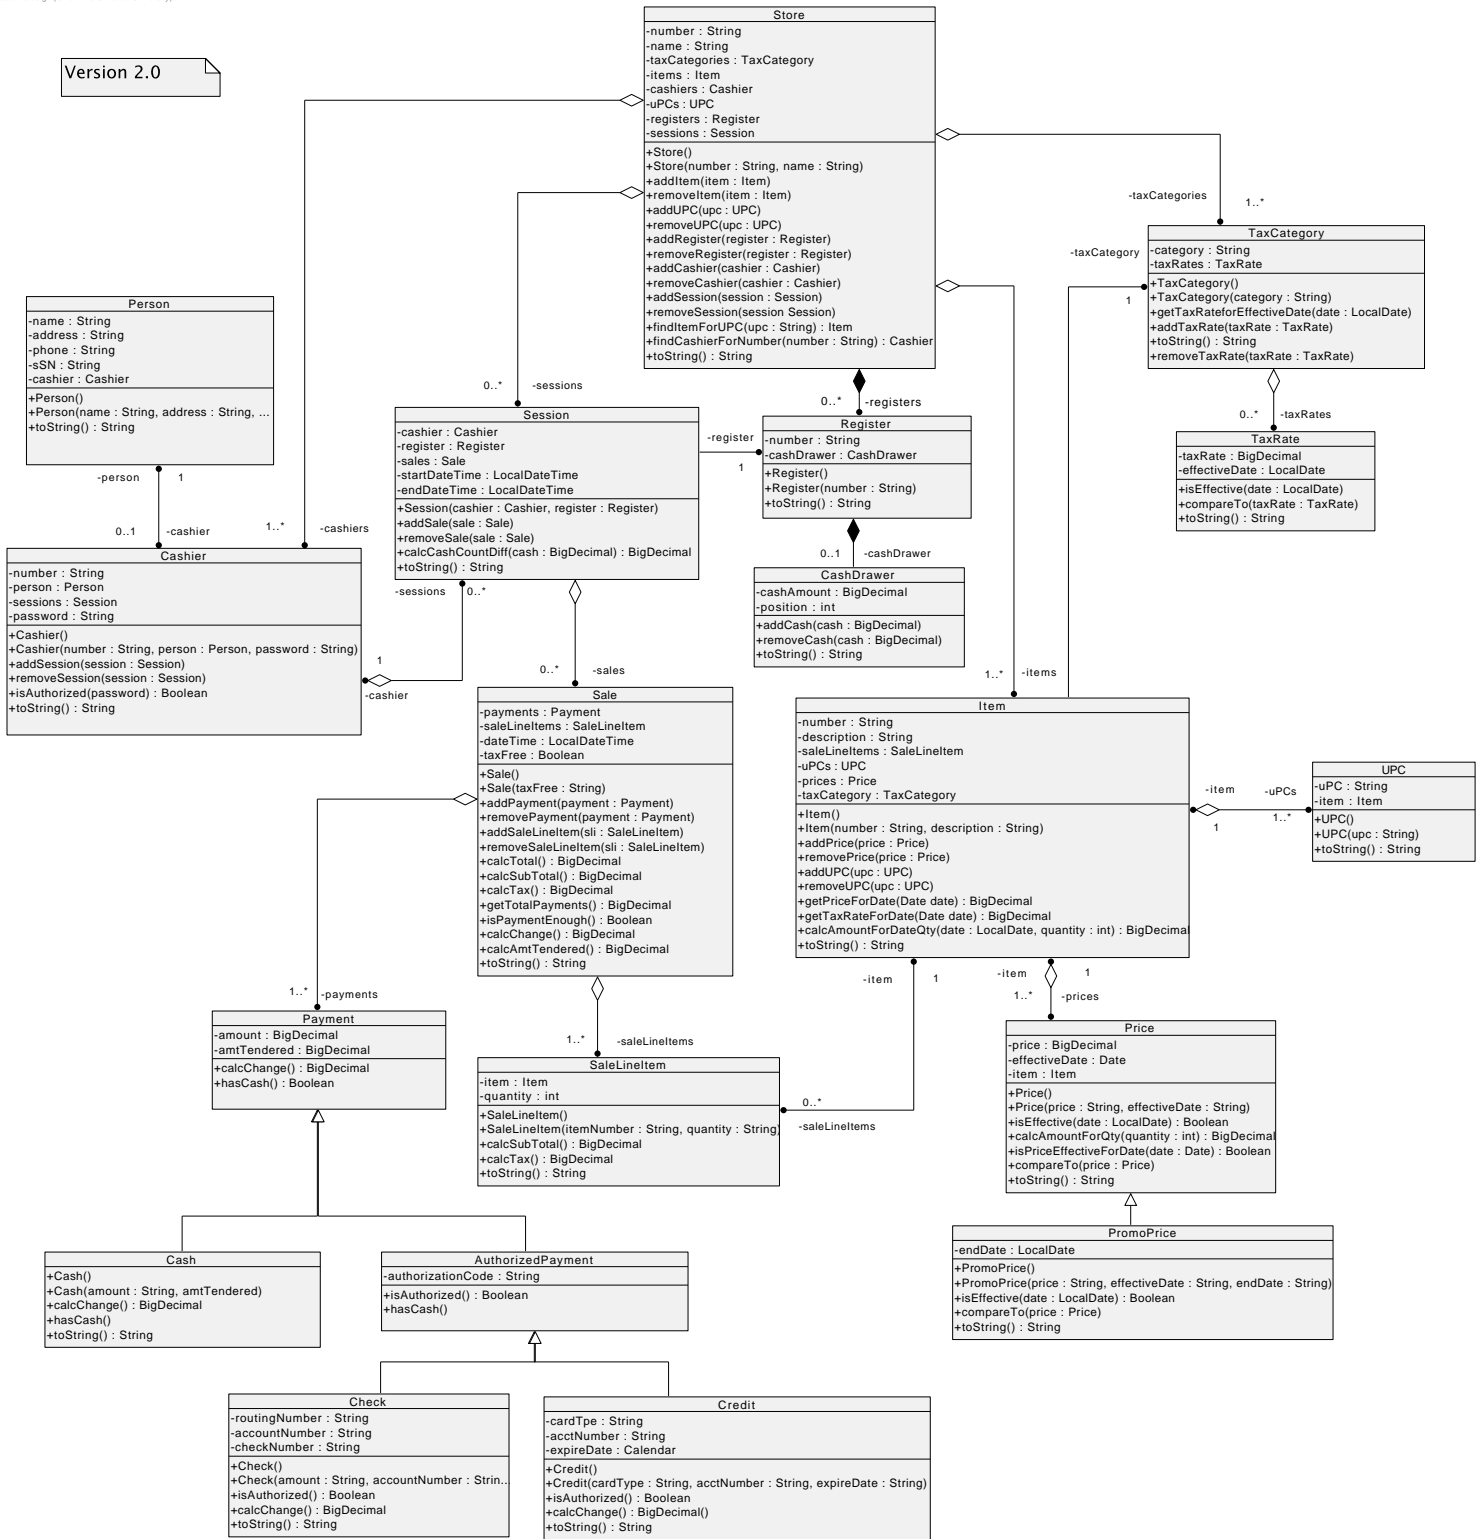 Version 2.0
Store
-number : String
-name : String
-taxCategories : TaxCategory
-items : Item
-cashiers : Cashier
-uPCs : UPC
-registers : Register
-sessions : Session
+Store()
+Store(number : String, name : String)
+addItem(item : Item)
+removeItem(item : Item)
+addUPC(upc : UPC)
+removeUPC(upc : UPC)
+addRegister(register : Register)
+removeRegister(register : Register)
+addCashier(cashier : Cashier)
+removeCashier(cashier : Cashier)
+addSession(session : Session)
+removeSession(session Session)
+findItemForUPC(upc : String) : Item
+findCashierForNumber(number : String) : Cashier
+toString() : String
-taxCategories
1..*
TaxCategory
-category : String
-taxRates : TaxRate
+TaxCategory()
+TaxCategory(category : String)
+getTaxRateforEffectiveDate(date : LocalDate)
+addTaxRate(taxRate : TaxRate)
+toString() : String
+removeTaxRate(taxRate : TaxRate)
-taxCategory
1
0..*
-taxRates
TaxRate
-taxRate : BigDecimal
-effectiveDate : LocalDate
+isEffective(date : LocalDate)
+compareTo(taxRate : TaxRate)
+toString() : String
Person
-name : String
-address : String
-phone : String
-sSN : String
-cashier : Cashier
+Person()
+Person(name : String, address : String, ...
+toString() : String
-person
1
0..1
-cashier
1..*
-cashiers
Cashier
-number : String
-person : Person
-sessions : Session
-password : String
+Cashier()
+Cashier(number : String, person : Person, password : String)
+addSession(session : Session)
+removeSession(session : Session)
+isAuthorized(password) : Boolean
+toString() : String
0..*
-sessions
Session
-cashier : Cashier
-register : Register
-sales : Sale
-startDateTime : LocalDateTime
-endDateTime : LocalDateTime
+Session(cashier : Cashier, register : Register)
+addSale(sale : Sale)
+removeSale(sale : Sale)
+calcCashCountDiff(cash : BigDecimal) : BigDecimal
+toString() : String
-sessions
0..*
1
-cashier
-register
1
0..*
-registers
Register
-number : String
-cashDrawer : CashDrawer
+Register()
+Register(number : String)
+toString() : String
0..1
-cashDrawer
CashDrawer
-cashAmount : BigDecimal
-position : int
+addCash(cash : BigDecimal)
+removeCash(cash : BigDecimal)
+toString() : String
0..*
-sales
Sale
-payments : Payment
-saleLineItems : SaleLineItem
-dateTime : LocalDateTime
-taxFree : Boolean
+Sale()
+Sale(taxFree : String)
+addPayment(payment : Payment)
+removePayment(payment : Payment)
+addSaleLineItem(sli : SaleLineItem)
+removeSaleLineItem(sli : SaleLineItem)
+calcTotal() : BigDecimal
+calcSubTotal() : BigDecimal
+calcTax() : BigDecimal
+getTotalPayments() : BigDecimal
+isPaymentEnough() : Boolean
+calcChange() : BigDecimal
+calcAmtTendered() : BigDecimal
+toString() : String
1..*
-items
Item
-number : String
-description : String
-saleLineItems : SaleLineItem
-uPCs : UPC
-prices : Price
-taxCategory : TaxCategory
+Item()
+Item(number : String, description : String)
+addPrice(price : Price)
+removePrice(price : Price)
+addUPC(upc : UPC)
+removeUPC(upc : UPC)
+getPriceForDate(Date date) : BigDecimal
+getTaxRateForDate(Date date) : BigDecimal
+calcAmountForDateQty(date : LocalDate, quantity : int) : BigDecimal
+toString() : String
-item
1
-uPCs
1..*
UPC
-uPC : String
-item : Item
+UPC()
+UPC(upc : String)
+toString() : String
1..*
-payments
Payment
-amount : BigDecimal
-amtTendered : BigDecimal
+calcChange() : BigDecimal
+hasCash() : Boolean
1..*
-saleLineItems
SaleLineItem
-item : Item
-quantity : int
+SaleLineItem()
+SaleLineItem(itemNumber : String, quantity : String)
+calcSubTotal() : BigDecimal
+calcTax() : BigDecimal
+toString() : String
-item
1
0..*
-saleLineItems
-item
1
1..*
-prices
Price
-price : BigDecimal
-effectiveDate : Date
-item : Item
+Price()
+Price(price : String, effectiveDate : String)
+isEffective(date : LocalDate) : Boolean
+calcAmountForQty(quantity : int) : BigDecimal
+isPriceEffectiveForDate(date : Date) : Boolean
+compareTo(price : Price)
+toString() : String
PromoPrice
-endDate : LocalDate
+PromoPrice()
+PromoPrice(price : String, effectiveDate : String, endDate : String)
+isEffective(date : LocalDate) : Boolean
+compareTo(price : Price)
+toString() : String
Cash
+Cash()
+Cash(amount : String, amtTendered)
+calcChange() : BigDecimal
+hasCash()
+toString() : String
AuthorizedPayment
-authorizationCode : String
+isAuthorized() : Boolean
+hasCash()
Check
-routingNumber : String
-accountNumber : String
-checkNumber : String
+Check()
+Check(amount : String, accountNumber : Strin...
+isAuthorized() : Boolean
+calcChange() : BigDecimal
+toString() : String
Credit
-cardTpe : String
-acctNumber : String
-expireDate : Calendar
+Credit()
+Credit(cardType : String, acctNumber : String, expireDate : String)
+isAuthorized() : Boolean
+calcChange() : BigDecimal()
+toString() : String